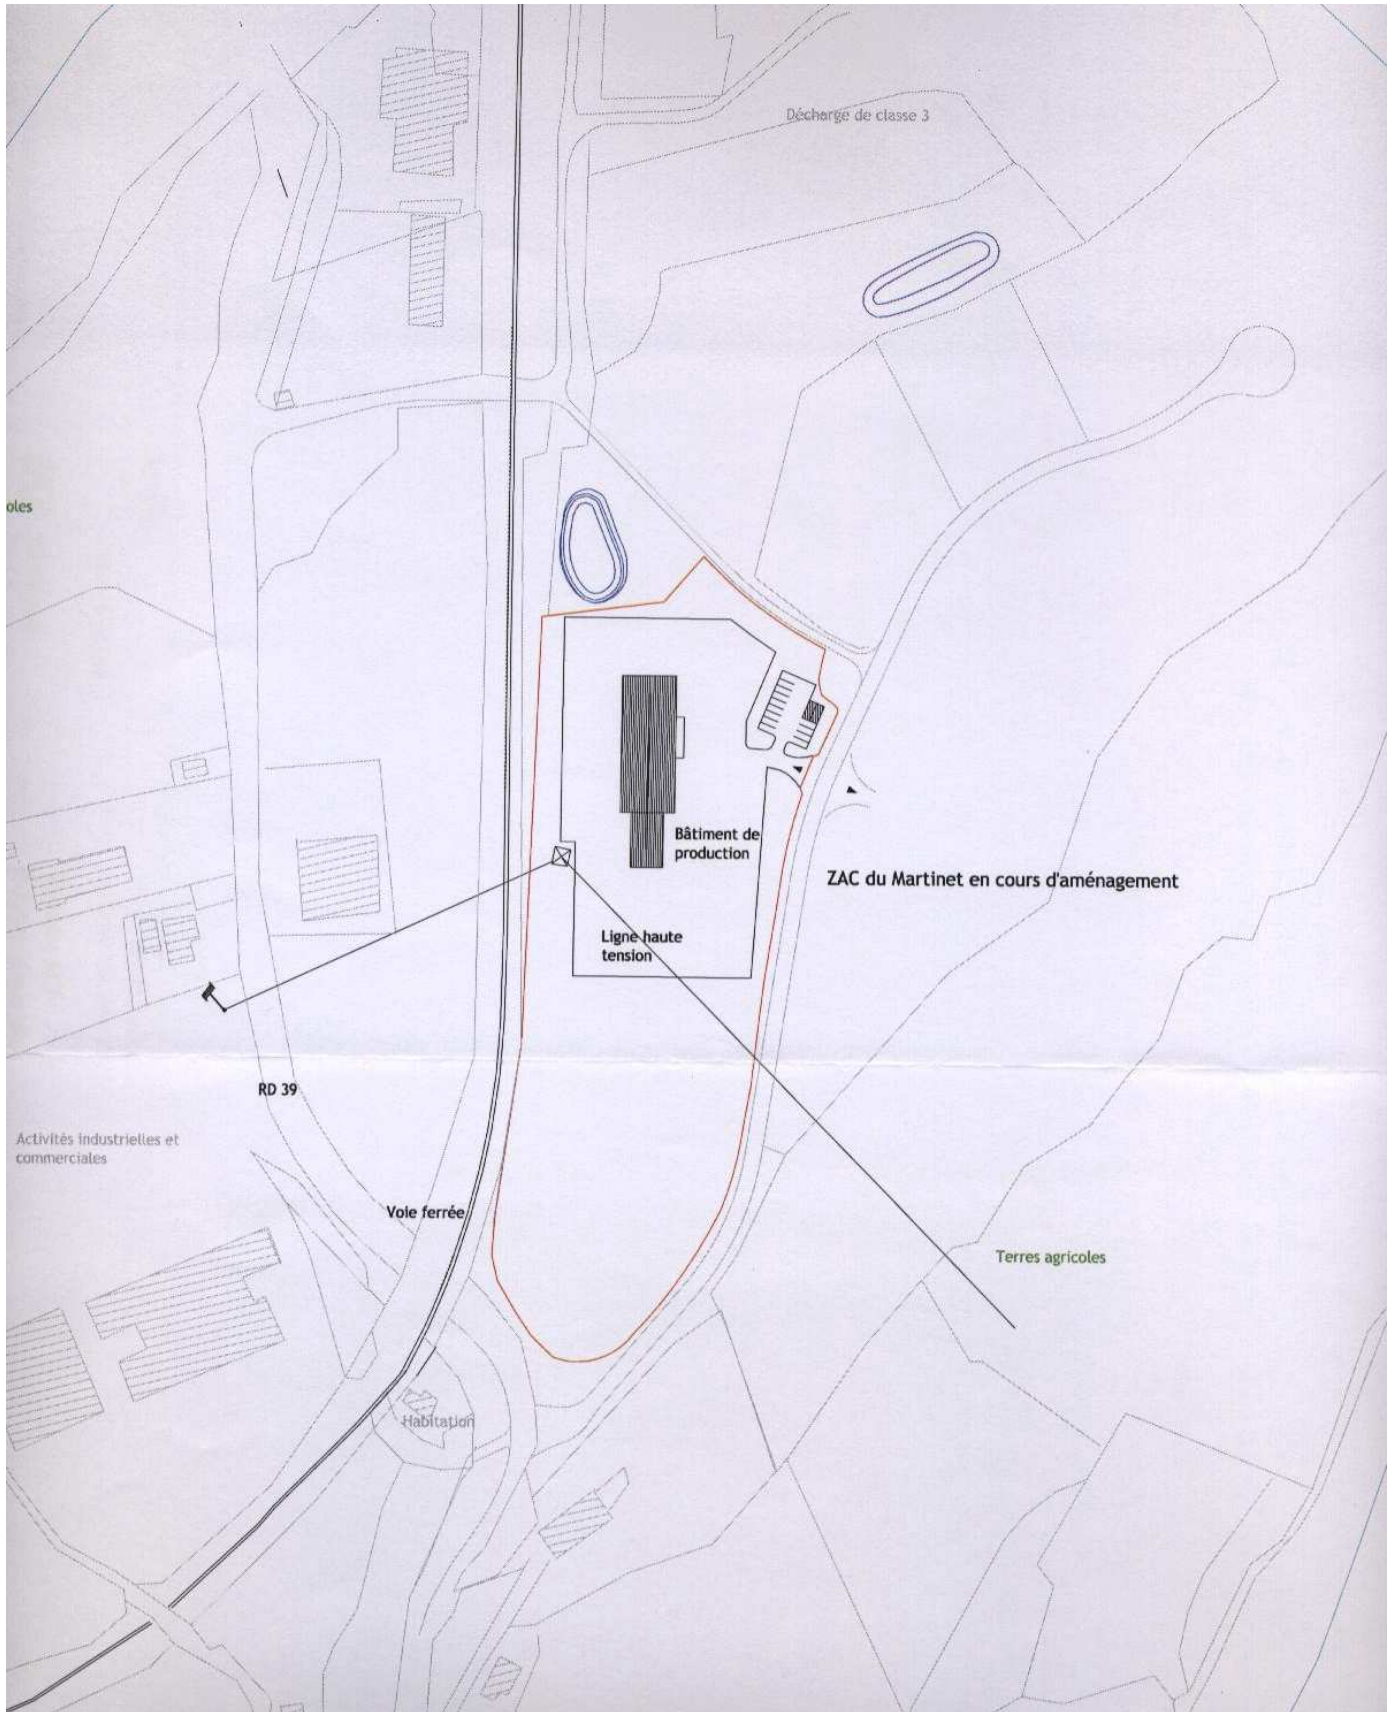 Décharge de classe 3
oles
Bâtiment de
production
ZAC du Martinet en cours d'aménagement
Ligne haute
tension
RD 39
Activités industrielles et
commerciales
Voie ferrée
Terres agricoles
Habitation